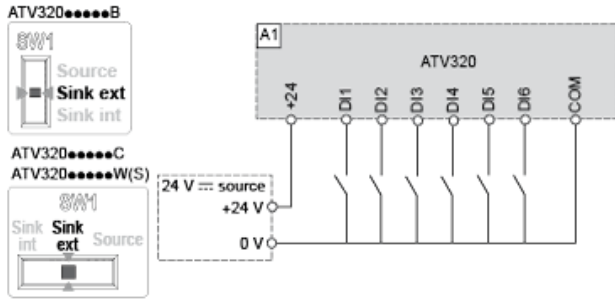 ATV320●●●●●B
SW1
Source
Sink ext
Sink int
ATV320●●●●●C
ATV320●●●●●W(S)
SW1
Sink int
Sink ext
Source
A1
ATV320
+24
DI1
DI2
DI3
DI4
DI5
DI6
COM
24 V ⎓ source
+24 V
0 V